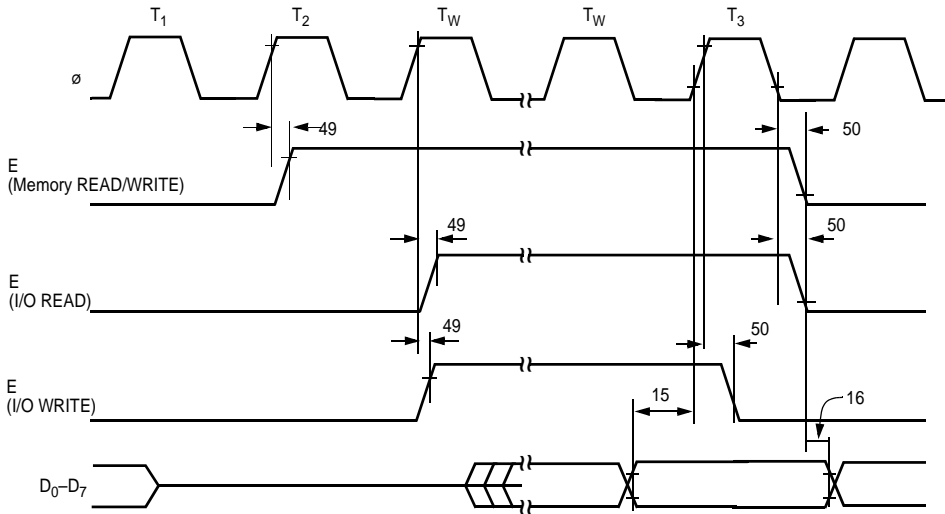 T1 T2 TW TW T3
ø
49 50
E
(Memory READ/WRITE)
49 50
E
(I/O READ)
49 50
E
(I/O WRITE)
15 16
D0–D7